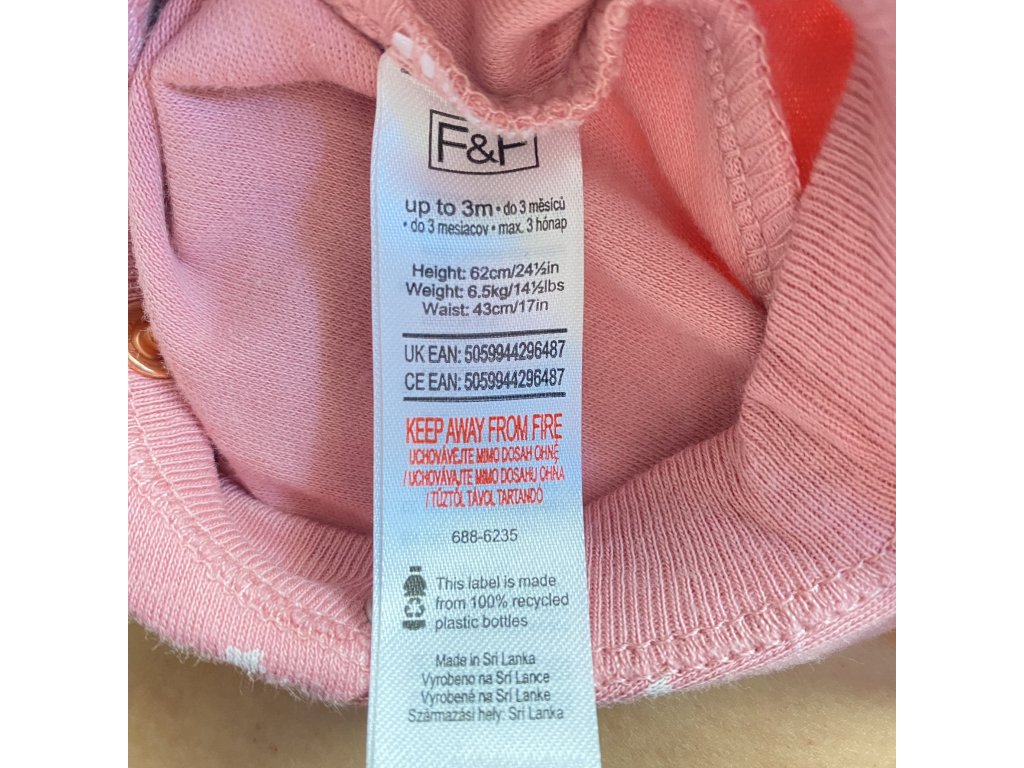 F&F
up to 3m • do 3 měsíců
• do 3 mesiacov • max. 3 hónap
Height: 62cm/24½in
Weight: 6.5kg/14½lbs
Waist: 43cm/17in
UK EAN: 5059944296487
CE EAN: 5059944296487
KEEP AWAY FROM FIRE
UCHOVÁVEJTE MIMO DOSAH OHNĚ
/ UCHOVÁVAJTE MIMO DOSAHU OHŇA
/ TŰZTŐL TÁVOL TARTANDÓ
688-6235
This label is made
from 100% recycled
plastic bottles
Made in Sri Lanka
Vyrobeno na Srí Lance
Vyrobené na Srí Lanke
Származási hely: Srí Lanka